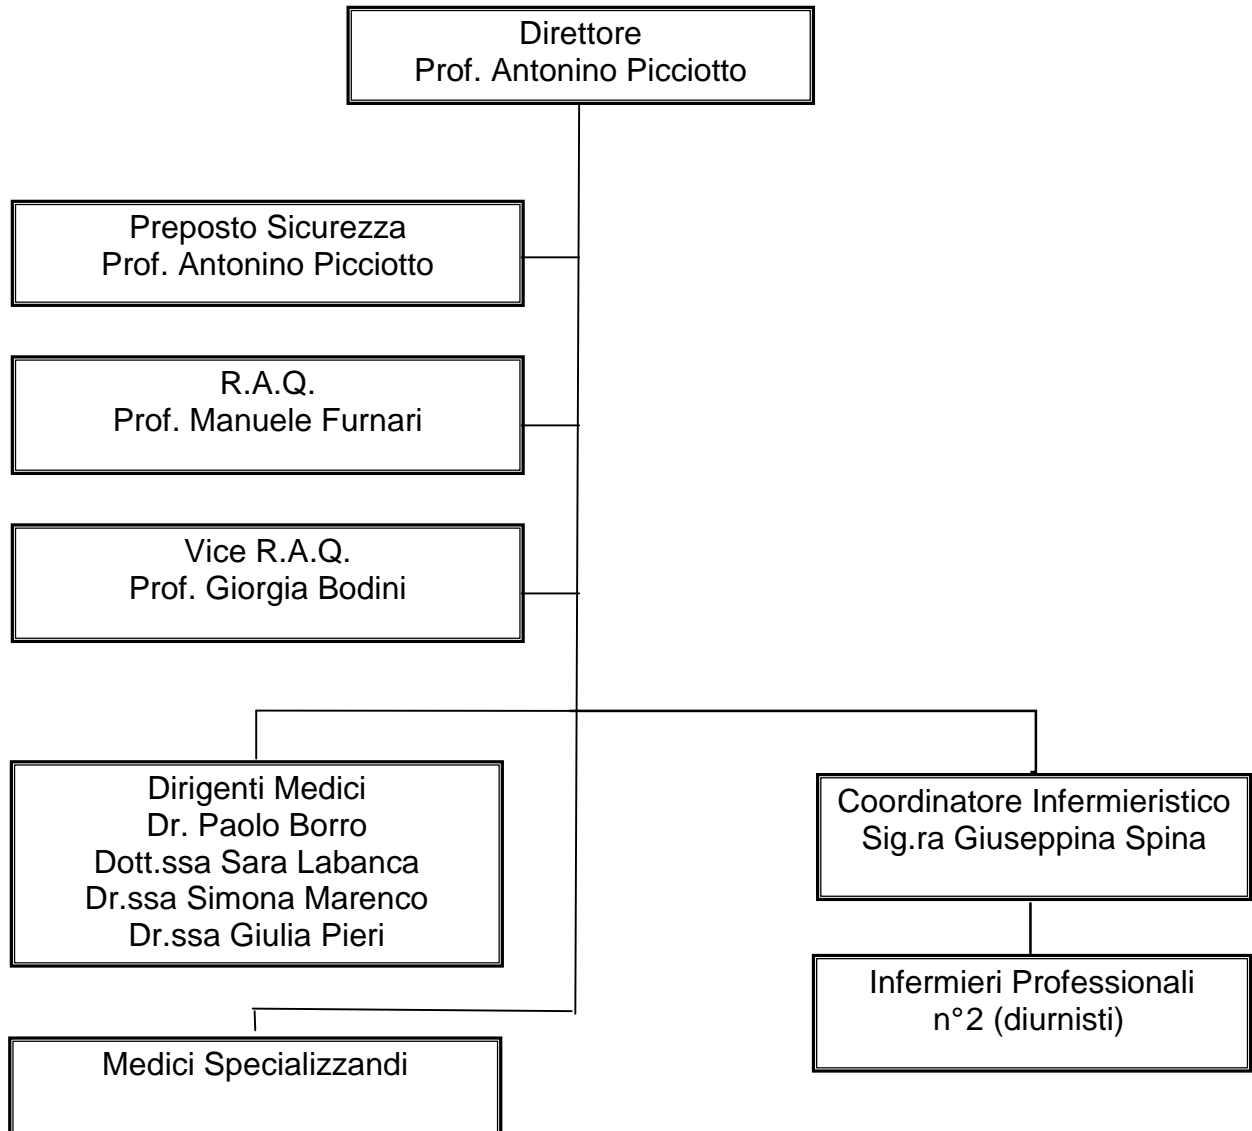 Direttore
Prof. Antonino Picciotto
Preposto Sicurezza
Prof. Antonino Picciotto
R.A.Q.
Prof. Manuele Furnari
Vice R.A.Q.
Prof. Giorgia Bodini
Dirigenti Medici
Dr. Paolo Borro
Dott.ssa Sara Labanca
Dr.ssa Simona Marenco
Dr.ssa Giulia Pieri
Coordinatore Infermieristico
Sig.ra Giuseppina Spina
Infermieri Professionali
n°2 (diurnisti)
Medici Specializzandi